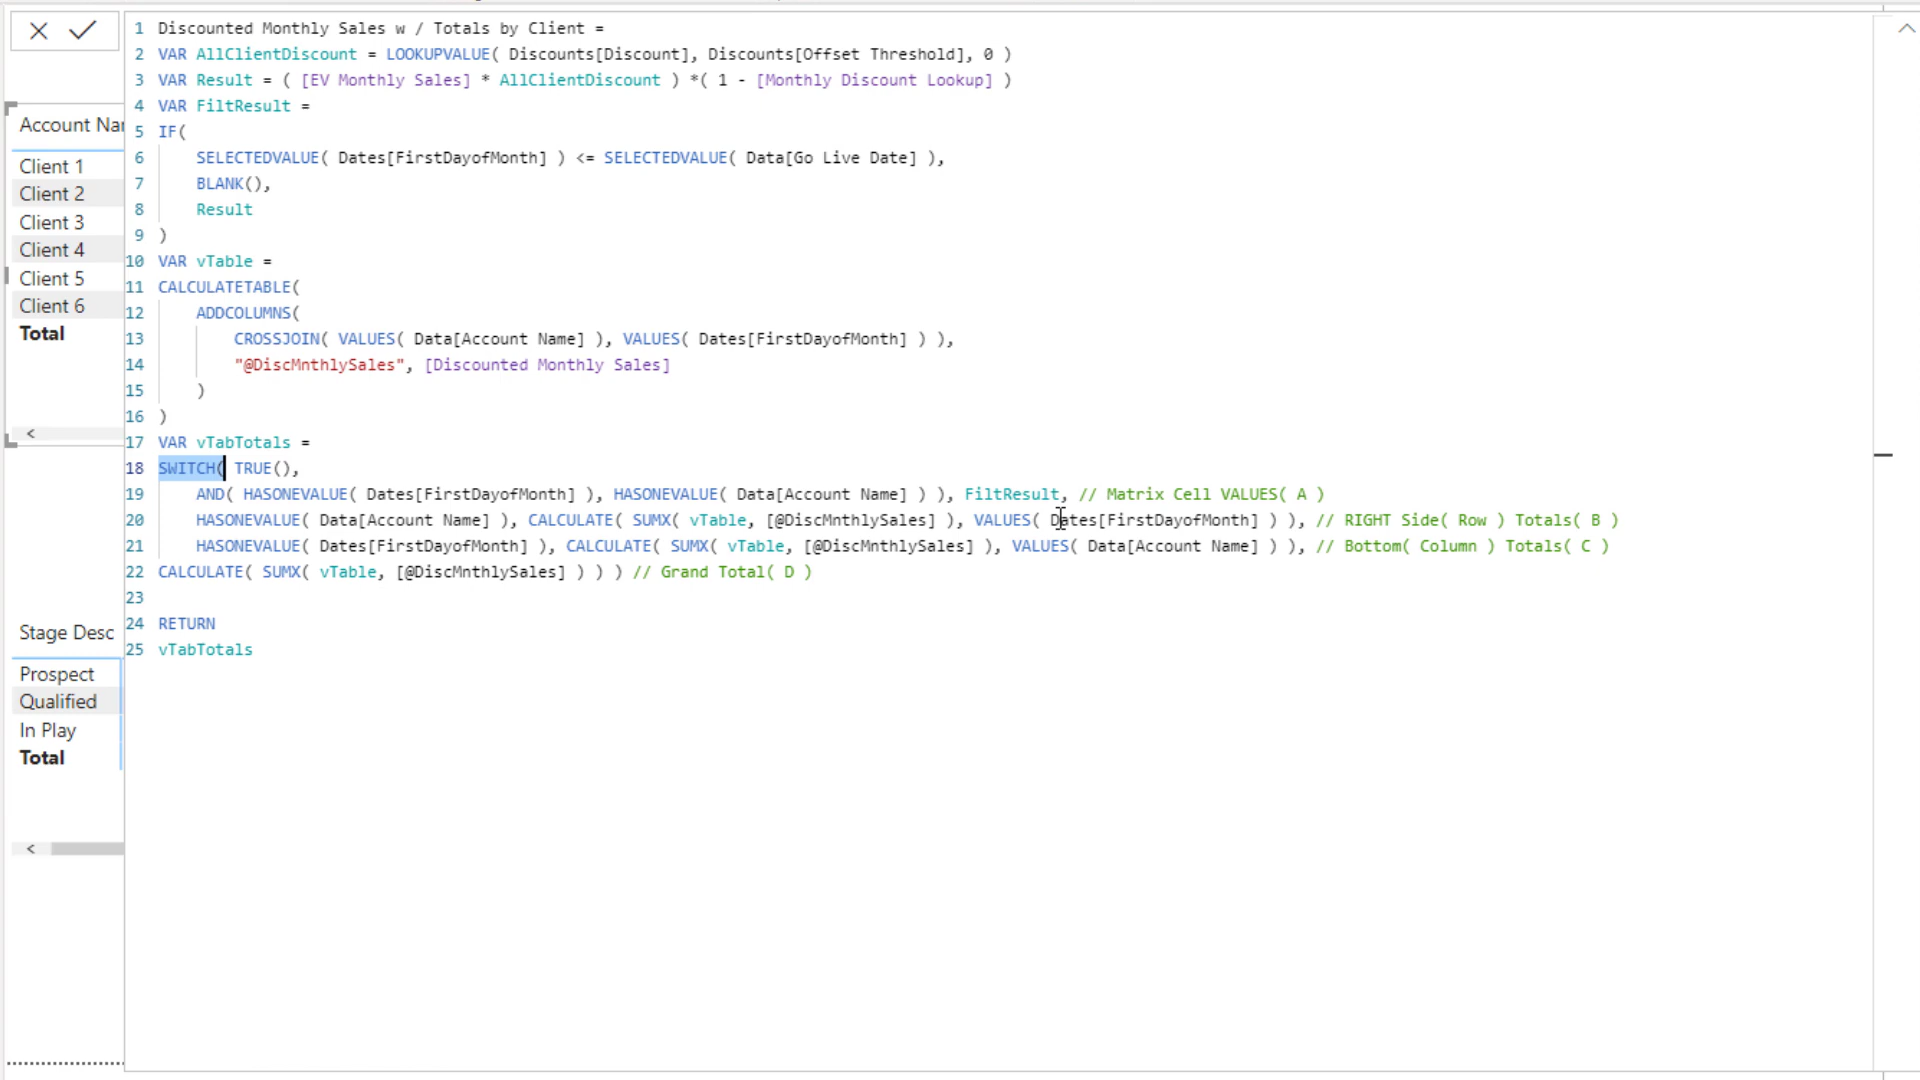 Account Nar
Client 1
Client 2
Client 3
Client 4
Client 5
Client 6
Total
<
Stage Desc
Prospect
Qualified
In Play
Total
<
1 Discounted Monthly Sales w / Totals by Client =
2 VAR AllClientDiscount = LOOKUPVALUE( Discounts[Discount], Discounts[Offset Threshold], 0 )
3 VAR Result = ( [EV Monthly Sales] * AllClientDiscount ) *( 1 - [Monthly Discount Lookup] )
4 VAR FiltResult =
5 IF(
6 SELECTEDVALUE( Dates[FirstDayofMonth] ) <= SELECTEDVALUE( Data[Go Live Date] ),
7 BLANK(),
8 Result
9 )
10 VAR vTable =
11 CALCULATETABLE(
12 ADDCOLUMNS(
13 CROSSJOIN( VALUES( Data[Account Name] ), VALUES( Dates[FirstDayofMonth] ) ),
14 "@DiscMnthlySales", [Discounted Monthly Sales]
15 )
16 )
17 VAR vTabTotals =
18 SWITCH( TRUE(),
19 AND( HASONEVALUE( Dates[FirstDayofMonth] ), HASONEVALUE( Data[Account Name] ) ), FiltResult, // Matrix Cell VALUES( A )
20 HASONEVALUE( Data[Account Name] ), CALCULATE( SUMX( vTable, [@DiscMnthlySales] ), VALUES( Dates[FirstDayofMonth] ) ), // RIGHT Side( Row ) Totals( B )
21 HASONEVALUE( Dates[FirstDayofMonth] ), CALCULATE( SUMX( vTable, [@DiscMnthlySales] ), VALUES( Data[Account Name] ) ), // Bottom( Column ) Totals( C )
22 CALCULATE( SUMX( vTable, [@DiscMnthlySales] ) ) ) // Grand Total( D )
23
24 RETURN
25 vTabTotals